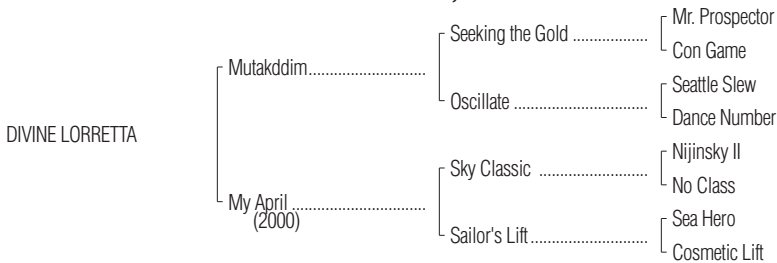 Mr. Prospector
Seeking the Gold .................
Con Game
Mutakddim...........................
Seattle Slew
Oscillate ..............................
Dance Number
DIVINE LORRETTA
Nijinsky II
Sky Classic ........................
No Class
My April ..............................
(2000)
Sea Hero
Sailor's Lift..........................
Cosmetic Lift